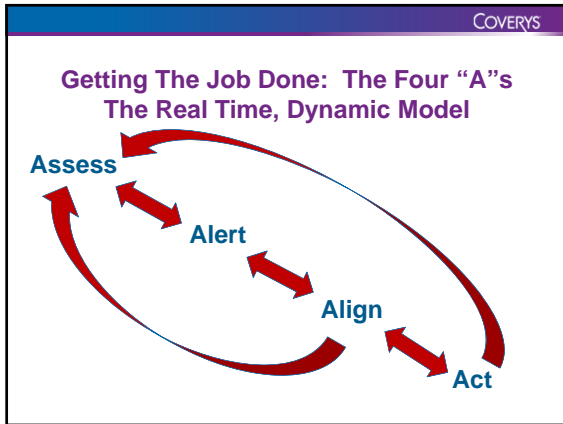 COVERYS
Getting The Job Done: The Four “A”s
The Real Time, Dynamic Model
Assess
Alert
Align
Act